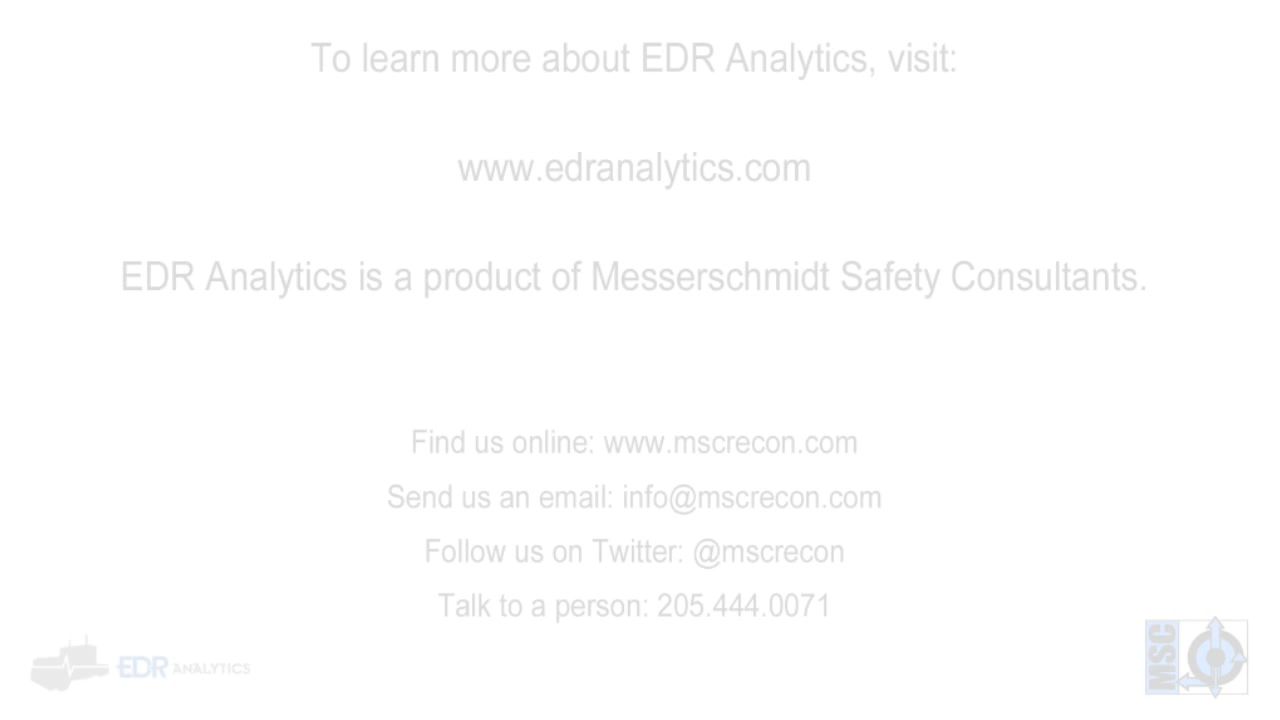 To learn more about EDR Analytics, visit:
www.edranalytics.com
EDR Analytics is a product of Messerschmidt Safety Consultants.
Find us online: www.mscrecon.com
Send us an email: info@mscrecon.com
Follow us on Twitter: @mscrecon
Talk to a person: 205.444.0071
EDR ANALYTICS
MSC